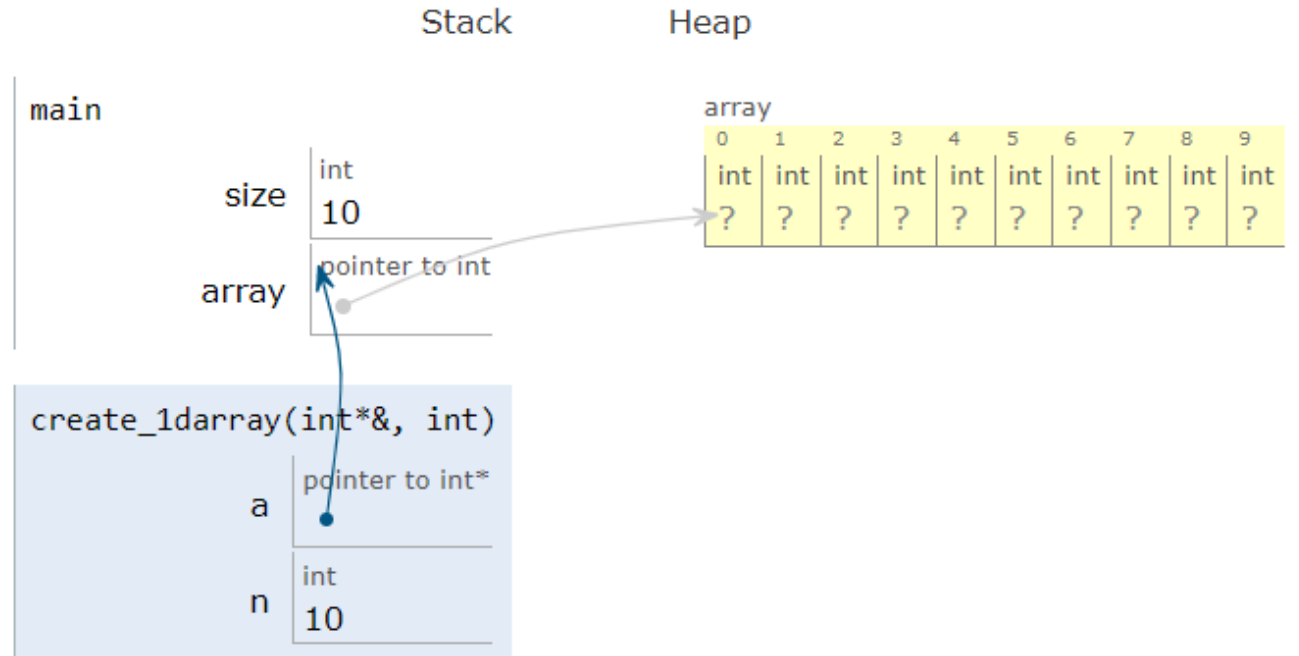 Stack Heap
main
array
0 1 2 3 4 5 6 7 8 9
int int int int int int int int int int
? ? ? ? ? ? ? ? ? ?
size
int
10
array
pointer to int
create_1darray(int*&, int)
a
pointer to int*
n
int
10